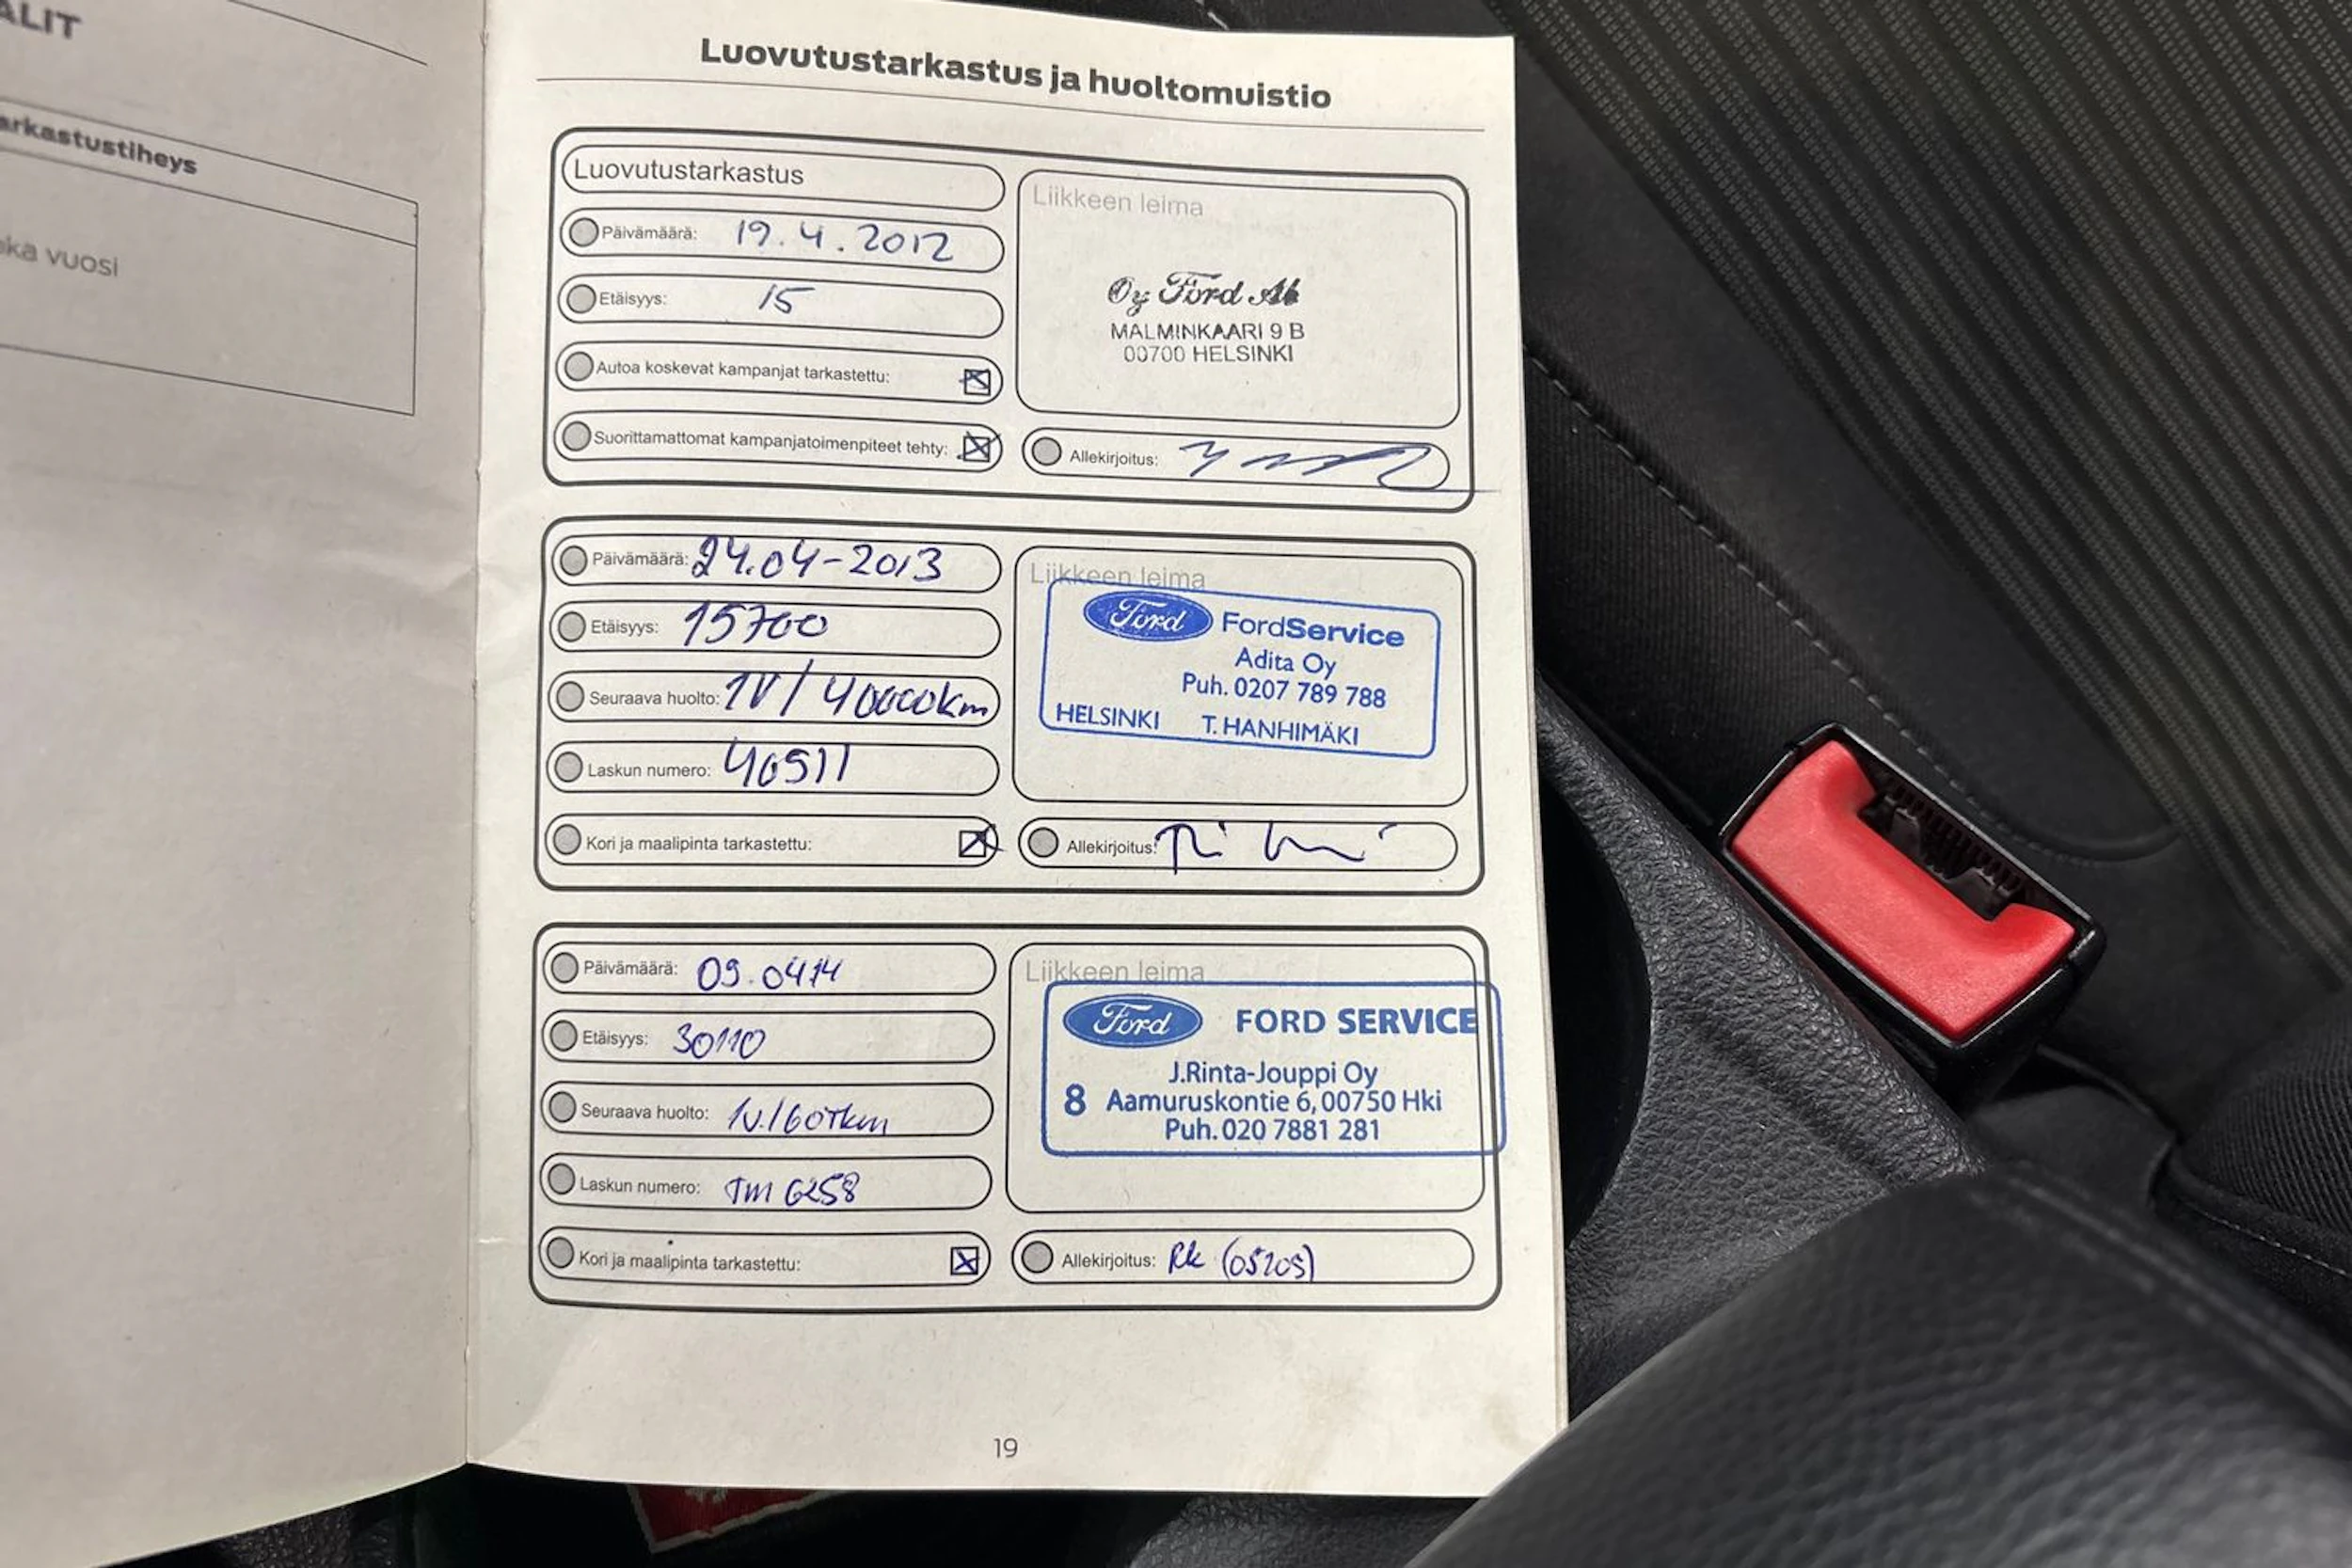 ALIT
arkastustiheys
oka vuosi
Luovutustarkastus ja huoltomuistio
Luovutustarkastus
Päivämäärä: 19.4.2012
Etäisyys: 15
Autoa koskevat kampanjat tarkastettu:
Suorittamattomat kampanjatoimenpiteet tehty:
Liikkeen leima
Oy Ford Ab
MALMINKAARI 9 B
00700 HELSINKI
Allekirjoitus:
Päivämäärä: 24.04-2013
Etäisyys: 15700
Seuraava huolto: 1V/40000km
Laskun numero: 40511
Kori ja maalipinta tarkastettu:
Liikkeen leima
Ford FordService
Adita Oy
Puh. 0207 789 788
HELSINKI T. HANHIMÄKI
Allekirjoitus:
Päivämäärä: 09.0414
Etäisyys: 30110
Seuraava huolto: 1V./60Tkm
Laskun numero: TM 6258
Kori ja maalipinta tarkastettu:
Liikkeen leima
Ford FORD SERVICE
J.Rinta-Jouppi Oy
8 Aamuruskontie 6, 00750 Hki
Puh. 020 7881 281
Allekirjoitus: Rk (05205)
19